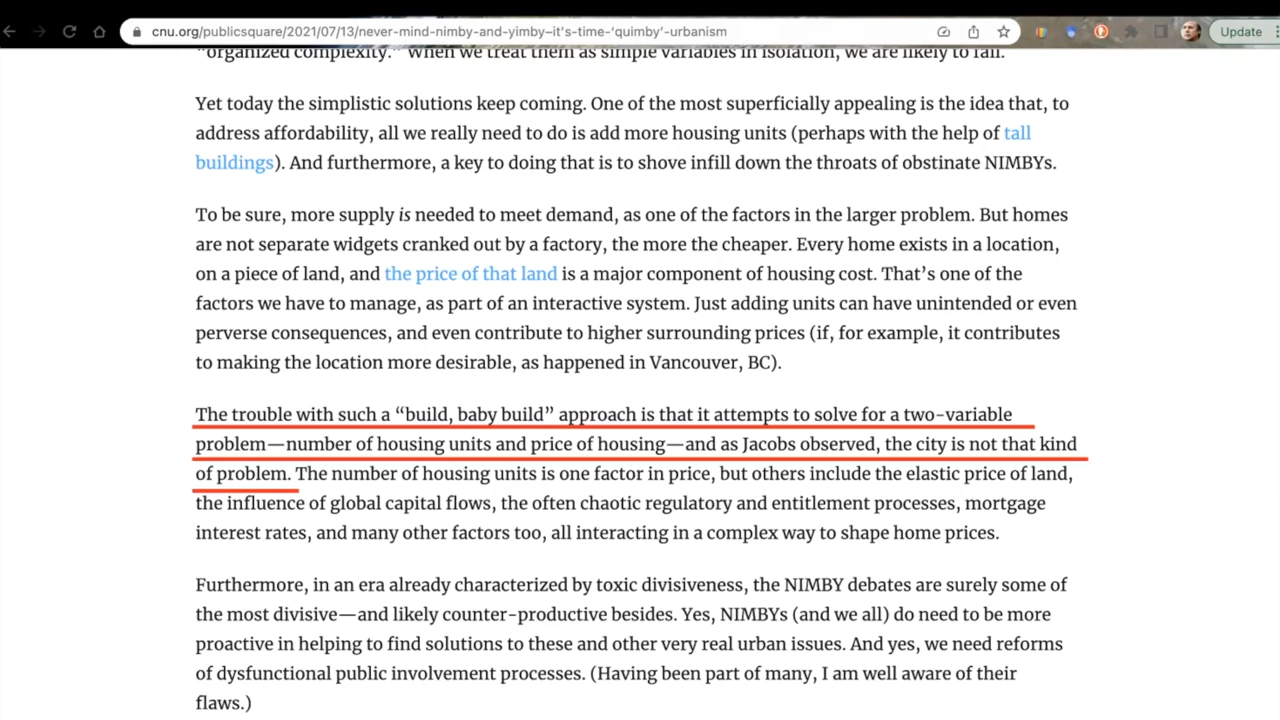 cnu.org/publicsquare/2021/07/13/never-mind-nimby-and-yimby–it's-time-'quimby'-urbanism
Update
"organized complexity." When we treat them as simple variables in isolation, we are likely to fail.
Yet today the simplistic solutions keep coming. One of the most superficially appealing is the idea that, to
address affordability, all we really need to do is add more housing units (perhaps with the help of tall
buildings). And furthermore, a key to doing that is to shove infill down the throats of obstinate NIMBYs.
To be sure, more supply is needed to meet demand, as one of the factors in the larger problem. But homes
are not separate widgets cranked out by a factory, the more the cheaper. Every home exists in a location,
on a piece of land, and the price of that land is a major component of housing cost. That's one of the
factors we have to manage, as part of an interactive system. Just adding units can have unintended or even
perverse consequences, and even contribute to higher surrounding prices (if, for example, it contributes
to making the location more desirable, as happened in Vancouver, BC).
The trouble with such a "build, baby build" approach is that it attempts to solve for a two-variable
problem—number of housing units and price of housing—and as Jacobs observed, the city is not that kind
of problem. The number of housing units is one factor in price, but others include the elastic price of land,
the influence of global capital flows, the often chaotic regulatory and entitlement processes, mortgage
interest rates, and many other factors too, all interacting in a complex way to shape home prices.
Furthermore, in an era already characterized by toxic divisiveness, the NIMBY debates are surely some of
the most divisive—and likely counter-productive besides. Yes, NIMBYs (and we all) do need to be more
proactive in helping to find solutions to these and other very real urban issues. And yes, we need reforms
of dysfunctional public involvement processes. (Having been part of many, I am well aware of their
flaws.)